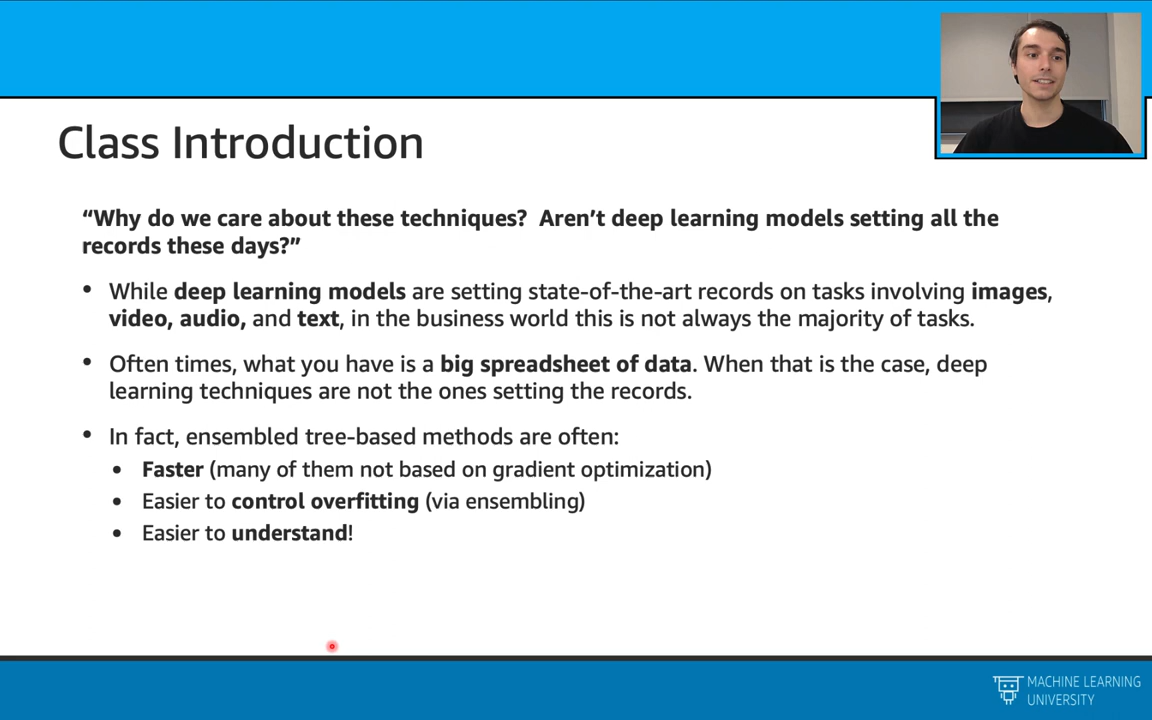 Class Introduction
“Why do we care about these techniques?  Aren’t deep learning models setting all the
records these days?”
• While deep learning models are setting state-of-the-art records on tasks involving images,
video, audio, and text, in the business world this is not always the majority of tasks.
• Often times, what you have is a big spreadsheet of data. When that is the case, deep
learning techniques are not the ones setting the records.
• In fact, ensembled tree-based methods are often:
• Faster (many of them not based on gradient optimization)
• Easier to control overfitting (via ensembling)
• Easier to understand!
MACHINE LEARNING
UNIVERSITY